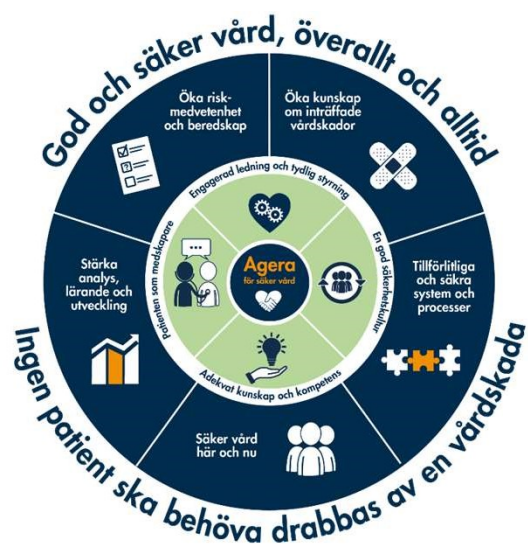 God och säker vård, överallt och alltid
Öka risk-
medvetenhet
och beredskap
Öka kunskap
om inträffade
vårdskador
Engagerad ledning och tydlig styrning
Patienten som medskapare
En god säkerhetskultur
Agera
för säker vård
Stärka
analys,
lärande och
utveckling
Tillförlitliga
och säkra
system och
processer
Adekvat kunskap och kompetens
Säker vård
här och nu
Ingen patient ska behöva drabbas av en vårdskada